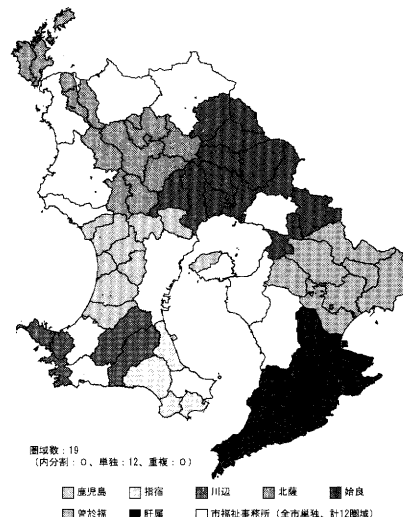 圏域数：19
（内分割：0、単独：12、重複：0）
鹿児島 指宿 川辺 北薩 姶良
曽於福 肝属 市福祉事務所（全市単独、計12圏域）